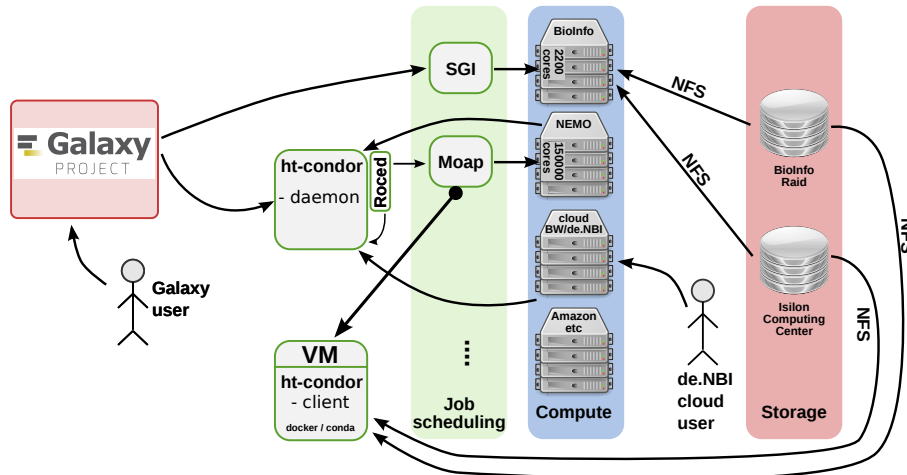 Galaxy
PROJECT
Galaxy
user
ht-condor
- daemon
Roced
VM
ht-condor
- client
docker / conda
SGI
Moap
....
Job
scheduling
BioInfo
2200
cores
NEMO
150000
cores
cloud
BW/de.NBI
Amazon
etc
Compute
de.NBI
cloud
user
NFS
NFS
BioInfo
Raid
Isilon
Computing
Center
NFS
NFS
Storage